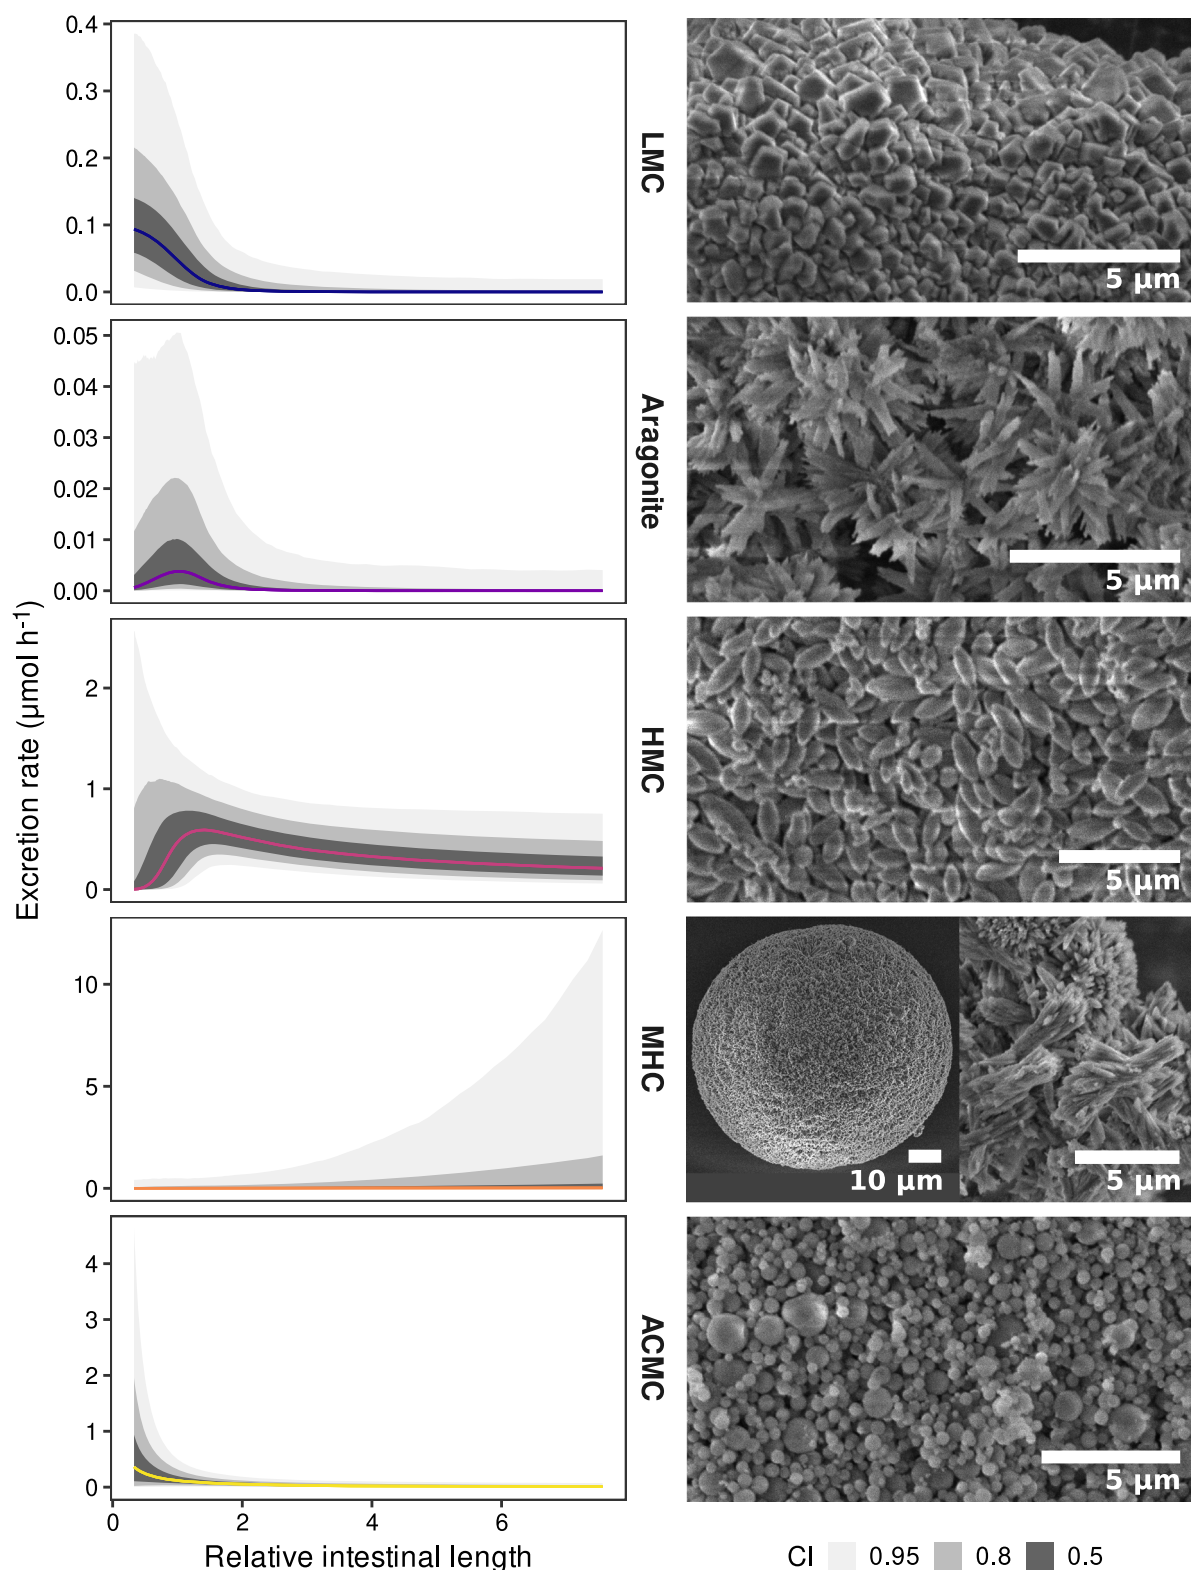 Excretion rate (µmol h⁻¹)
0.4
0.3
0.2
0.1
0.0
LMC
5 µm
0.05
0.04
0.03
0.02
0.01
0.00
Aragonite
5 µm
2
1
0
HMC
5 µm
10
5
0
MHC
10 µm
5 µm
4
3
2
1
0
ACMC
5 µm
0 2 4 6
Relative intestinal length
CI 0.95 0.8 0.5